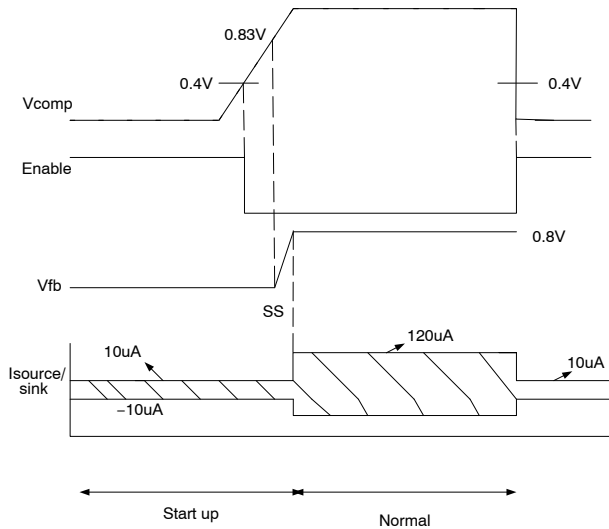 0.83V
0.4V
0.4V
Vcomp
Enable
0.8V
Vfb
SS
120uA
10uA
10uA
Isource/
sink
−10uA
Start up
Normal